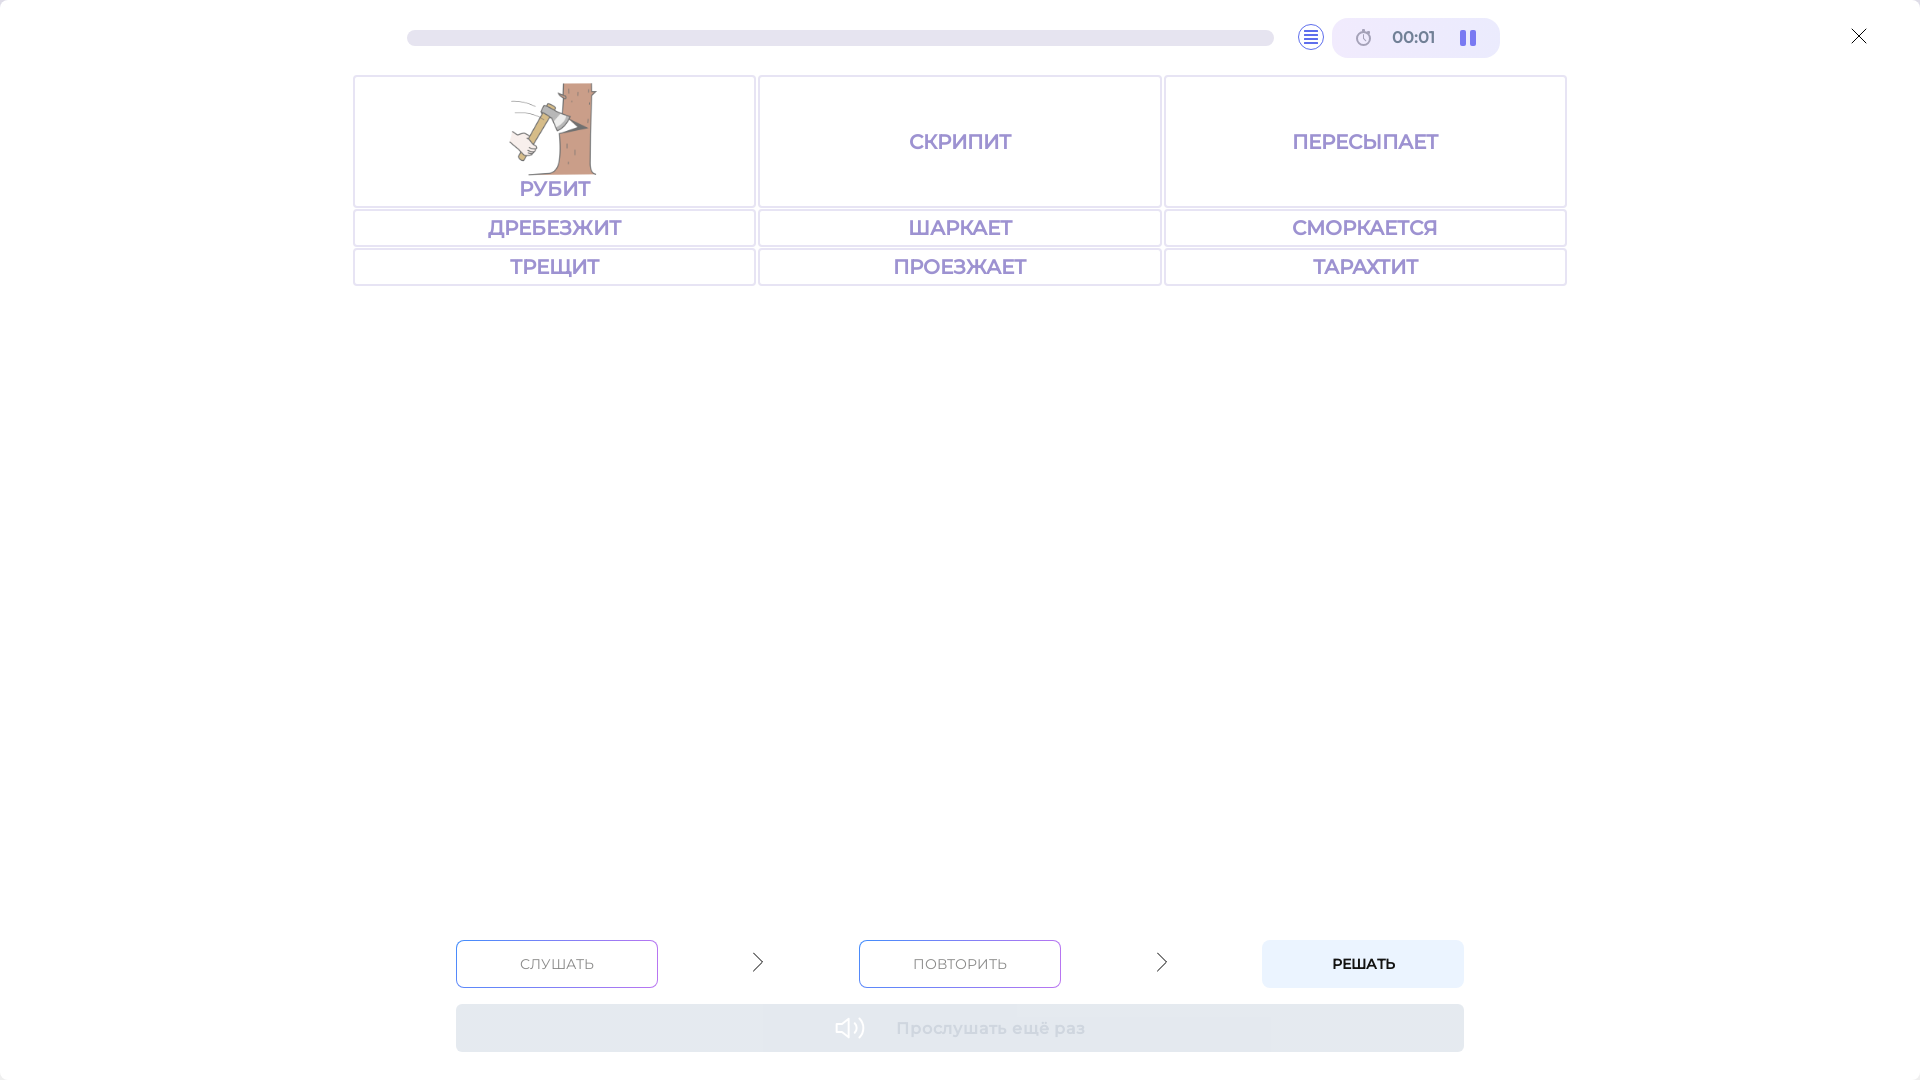 00:01
РУБИТ
СКРИПИТ
ПЕРЕСЫПАЕТ
ДРЕБЕЗЖИТ
ШАРКАЕТ
СМОРКАЕТСЯ
ТРЕЩИТ
ПРОЕЗЖАЕТ
ТАРАХТИТ
СЛУШАТЬ
ПОВТОРИТЬ
РЕШАТЬ
Прослушать ещё раз